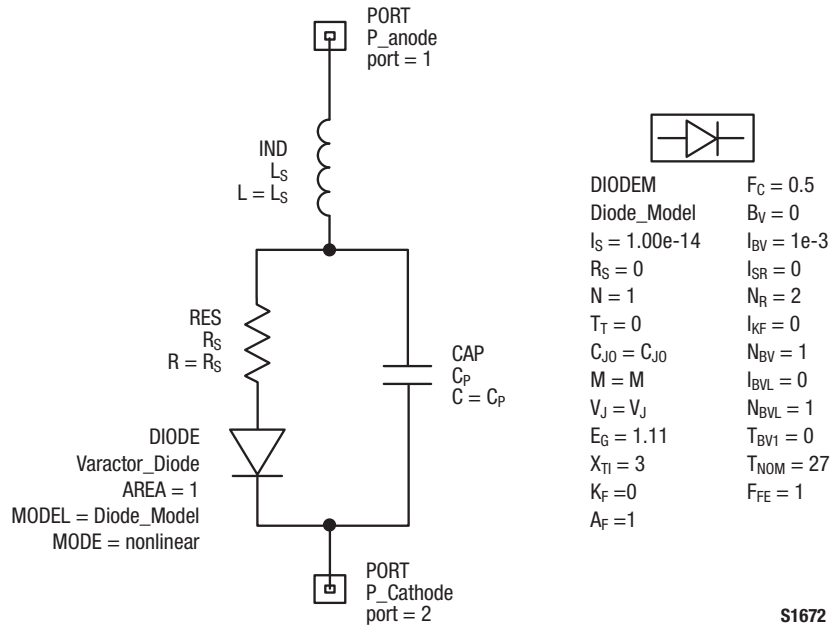 PORT
P_anode
port = 1
IND
LS
L = LS
RES
RS
R = RS
CAP
CP
C = CP
DIODE
Varactor_Diode
AREA = 1
MODEL = Diode_Model
MODE = nonlinear
PORT
P_Cathode
port = 2
DIODEM
Diode_Model
IS = 1.00e-14
RS = 0
N = 1
TT = 0
CJO = CJO
M = M
VJ = VJ
EG = 1.11
XTI = 3
KF =0
AF =1
FC = 0.5
BV = 0
IBV = 1e-3
ISR = 0
NR = 2
IKF = 0
NBV = 1
IBVL = 0
NBVL = 1
TBV1 = 0
TNOM = 27
FFE = 1
S1672